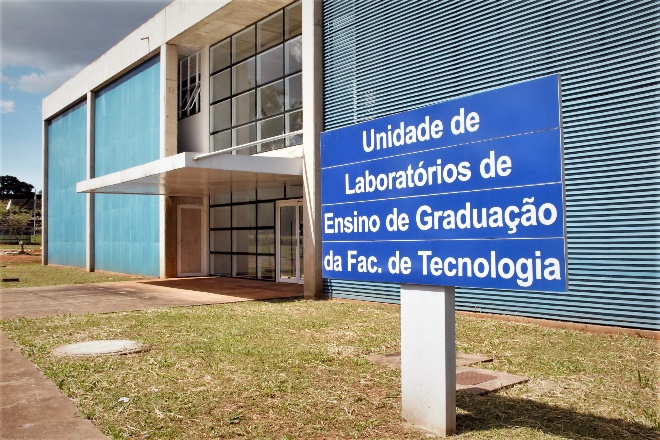 Unidade de
Laboratórios de
Ensino de Graduação
da Fac. de Tecnologia